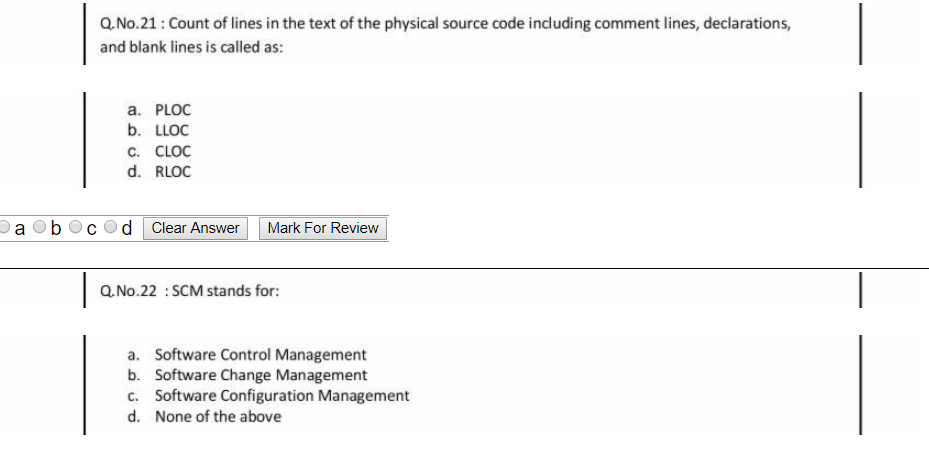 Q.No.21 : Count of lines in the text of the physical source code including comment lines, declarations,
and blank lines is called as:
a. PLOC
b. LLOC
c. CLOC
d. RLOC
a b c d Clear Answer Mark For Review
Q.No.22 : SCM stands for:
a. Software Control Management
b. Software Change Management
c. Software Configuration Management
d. None of the above